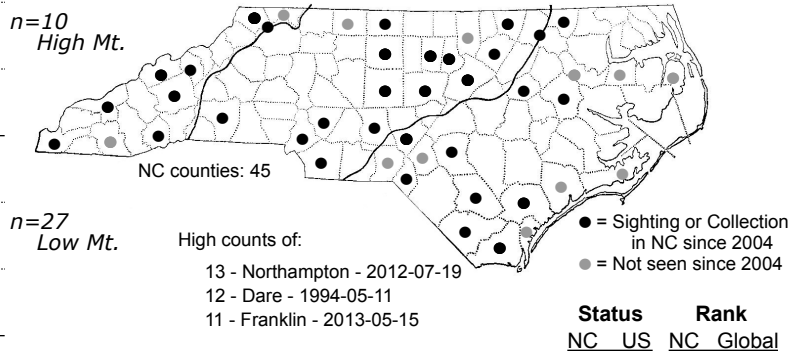 n=10
High Mt.
NC counties: 45
n=27
Low Mt.
High counts of:
13 - Northampton - 2012-07-19
12 - Dare - 1994-05-11
11 - Franklin - 2013-05-15
= Sighting or Collection
in NC since 2004
= Not seen since 2004
Status Rank
NC US NC Global